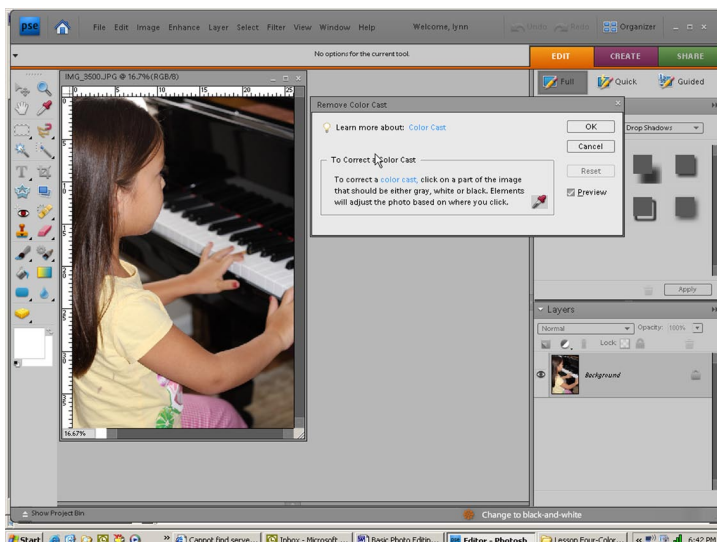 pse File Edit Image Enhance Layer Select Filter View Window Help Welcome, lynn Undo Redo Organizer
No options for the current tool.
EDIT CREATE SHARE
Full Quick Guided
IMG_3500.JPG @ 16.7% (RGB/8)
0 5 10 15 20 25
Remove Color Cast
Learn more about: Color Cast
OK
Cancel
Reset
Preview
To Correct a Color Cast
To correct a color cast, click on a part of the image
that should be either gray, white or black. Elements
will adjust the photo based on where you click.
Drop Shadows
Apply
Layers
Normal Opacity: 100%
Lock:
Background
16.67%
Show Project Bin
Change to black-and-white
Start Cannot find serve... Inbox - Microsoft ... Basic Photo Editin... Editor - Photosh... Lesson Four-Color... 6:42 PM